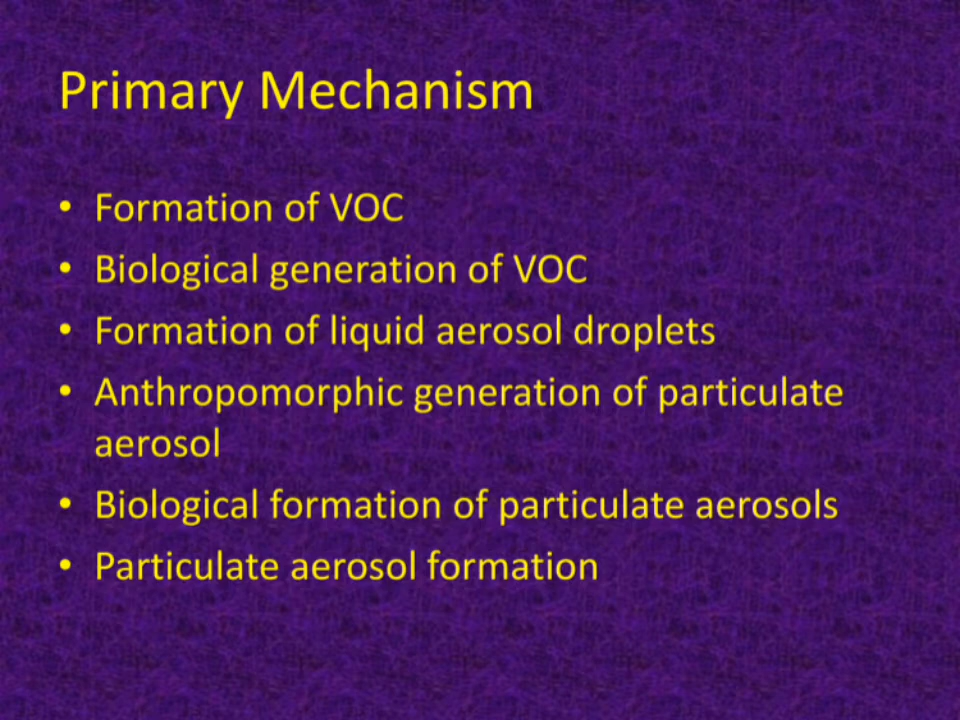 Primary Mechanism
• Formation of VOC
• Biological generation of VOC
• Formation of liquid aerosol droplets
• Anthropomorphic generation of particulate
aerosol
• Biological formation of particulate aerosols
• Particulate aerosol formation